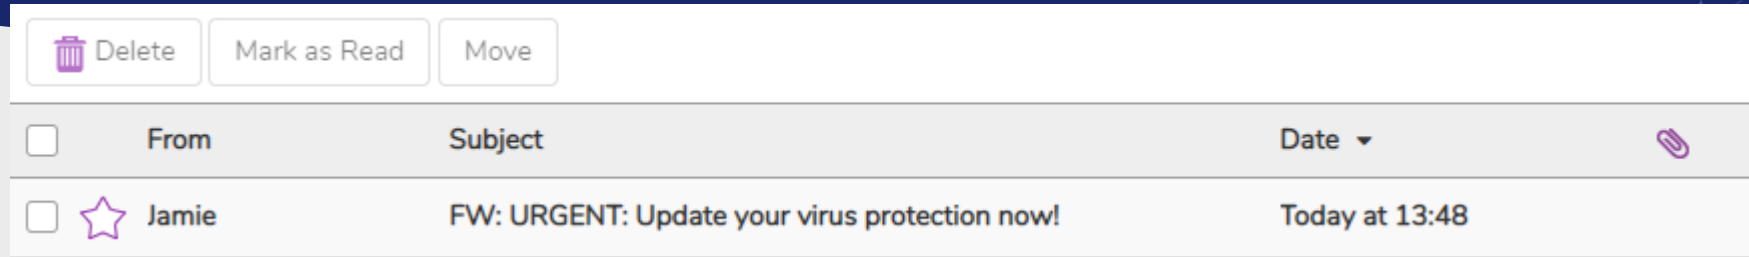 Delete Mark as Read Move
From Subject Date
Jamie FW: URGENT: Update your virus protection now! Today at 13:48